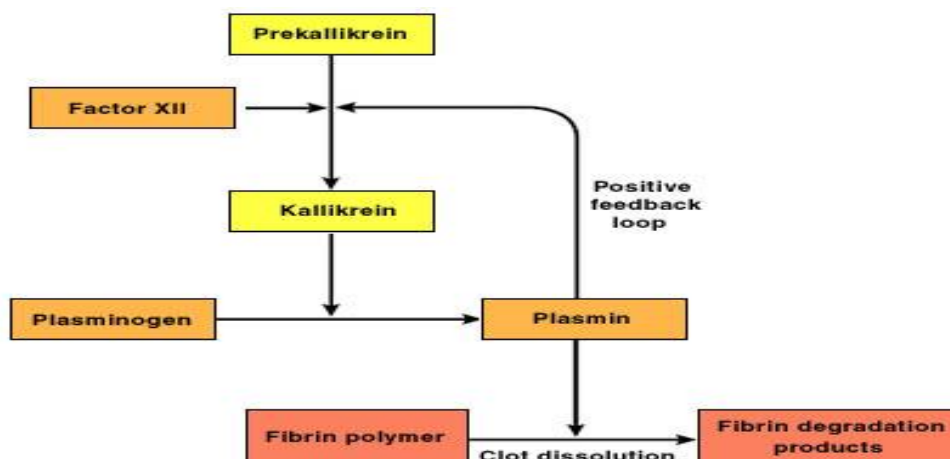 Prekallikrein
Factor XII
Positive
feedback
loop
Kallikrein
Plasminogen
Plasmin
Fibrin polymer
Clot dissolution
Fibrin degradation
products